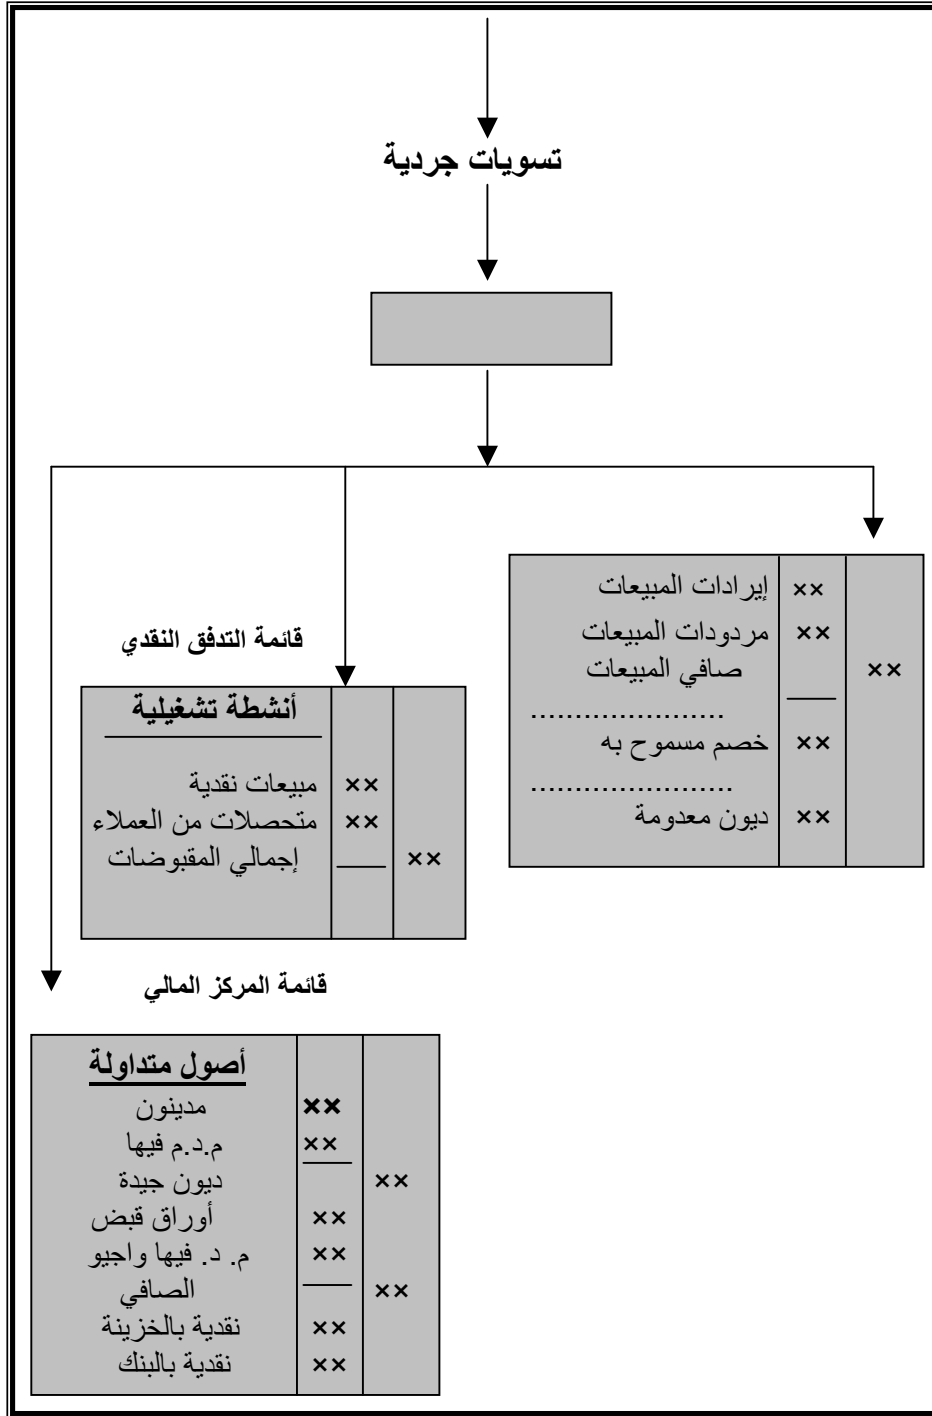 تسويات جردية
إيرادات المبيعات ××
مردودات المبيعات ××
صافي المبيعات ××
......................
خصم مسموح به ××
.......................
ديون معدومة ××
قائمة التدفق النقدي
أنشطة تشغيلية
مبيعات نقدية ××
متحصلات من العملاء ××
إجمالي المقبوضات ××
قائمة المركز المالي
أصول متداولة
مدينون ××
م.د.م فيها ××
ديون جيدة ××
أوراق قبض ××
م. د. فيها واجيو ××
الصافي ××
نقدية بالخزينة ××
نقدية بالبنك ××